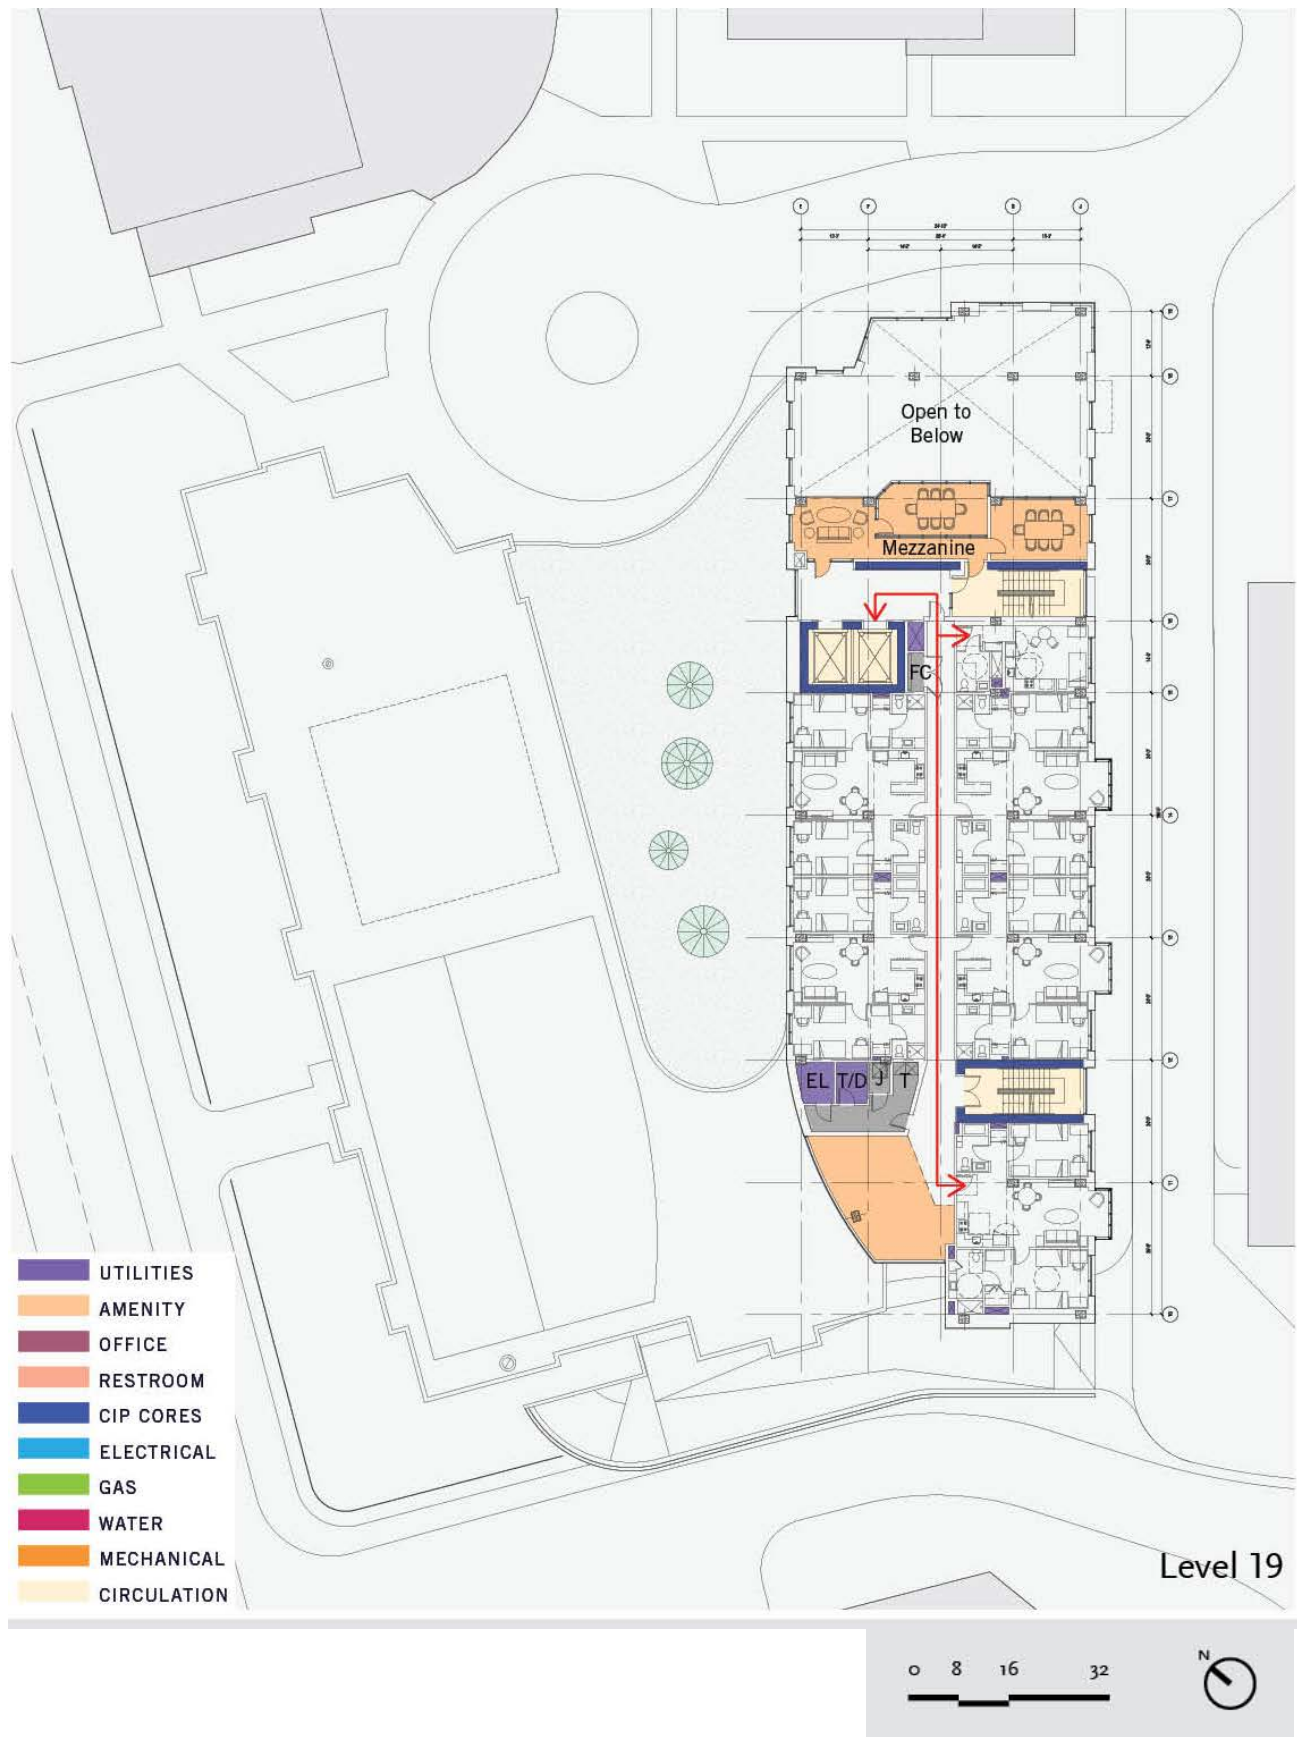 Open to
Below
Mezzanine
FC
EL
T/D
J
T
UTILITIES
AMENITY
OFFICE
RESTROOM
CIP CORES
ELECTRICAL
GAS
WATER
MECHANICAL
CIRCULATION
Level 19
0 8 16 32
N